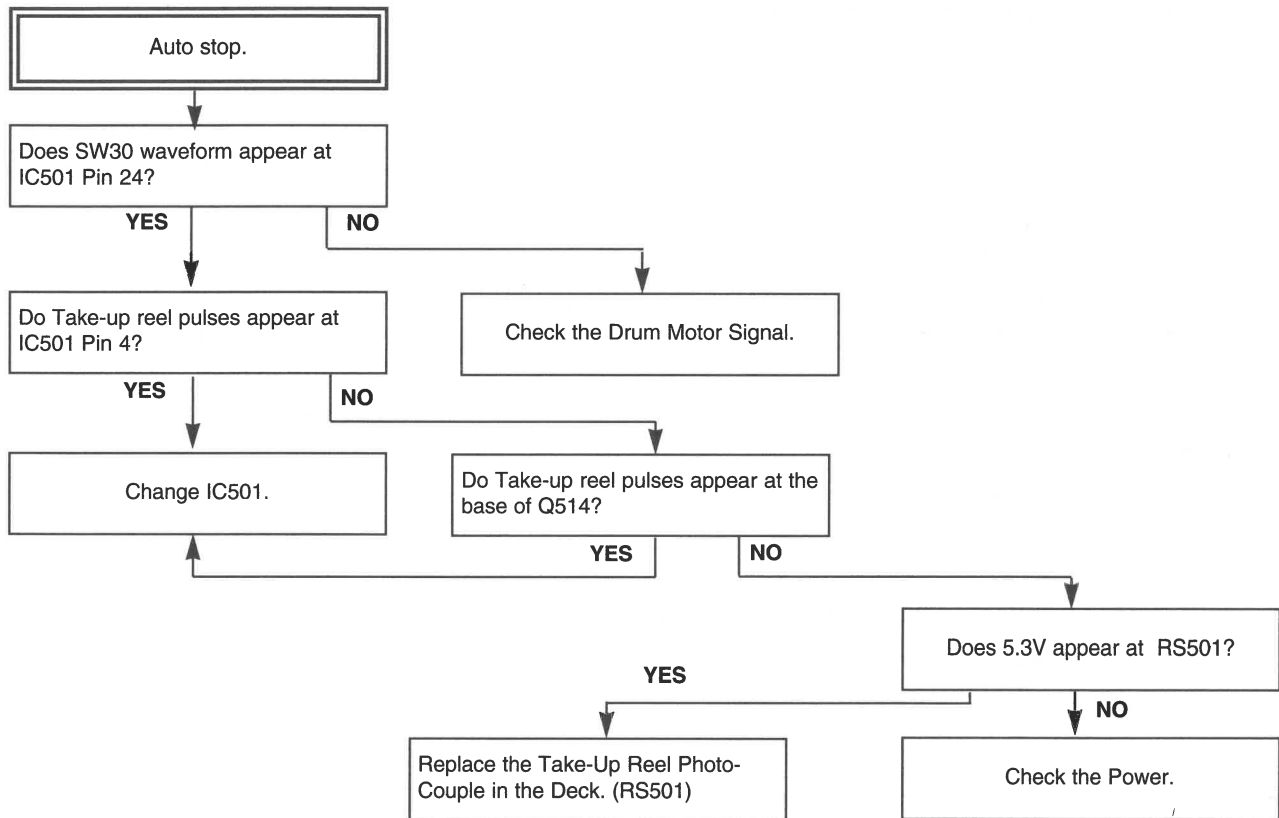 Auto stop.
Does SW30 waveform appear at
IC501 Pin 24?
YES
NO
Do Take-up reel pulses appear at
IC501 Pin 4?
Check the Drum Motor Signal.
YES
NO
Change IC501.
Do Take-up reel pulses appear at the
base of Q514?
YES
NO
Does 5.3V appear at RS501?
YES
NO
Replace the Take-Up Reel Photo-
Couple in the Deck. (RS501)
Check the Power.